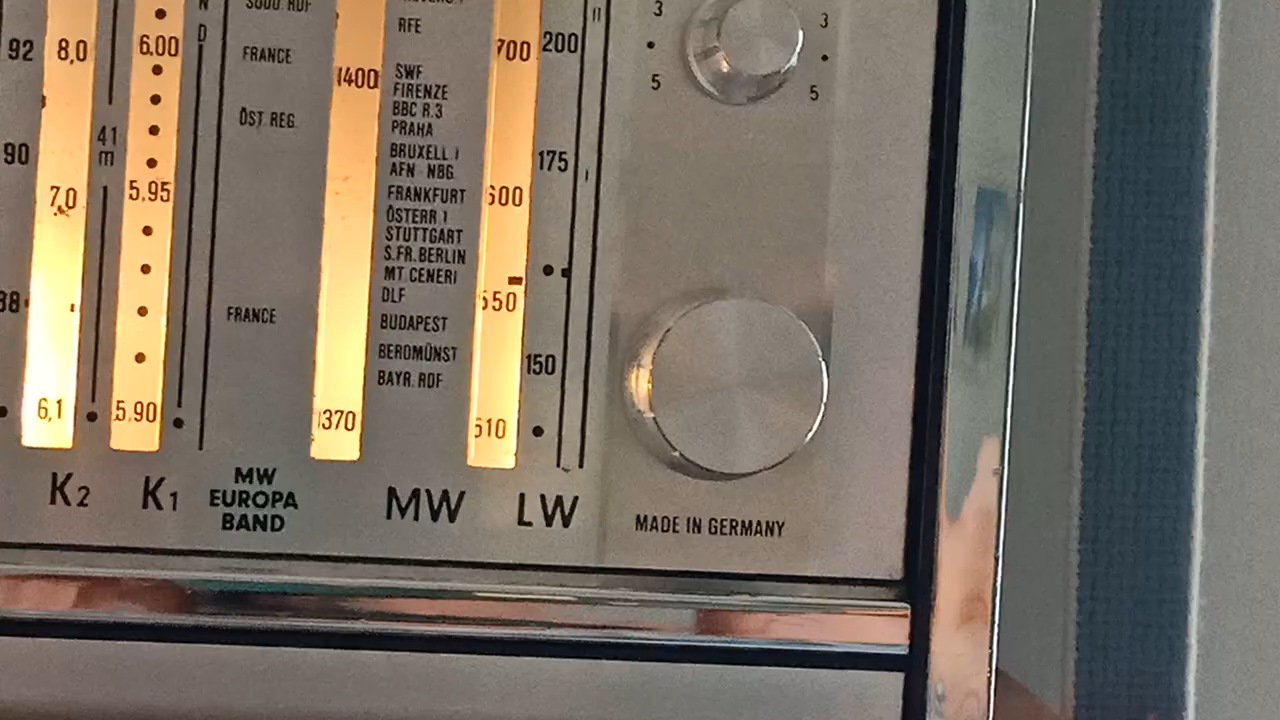 92
90
88
8,0
7,0
6,1
41
m
6.00
5,95
5,90
N
D
SÜDD. RDF
FRANCE
ÖST REG.
FRANCE
1400
1370
RFE
SWF
FIRENZE
BBC R.3
PRAHA
BRUXELL I
AFN - NBG
FRANKFURT
ÖSTERR 1
STUTTGART
S.FR.BERLIN
MT. CENERI
DLF
BUDAPEST
BEROMÜNST
BAYR. RDF
700
600
550
510
200
175
150
3
5
3
5
K2
K1
MW
EUROPA
BAND
MW
LW
MADE IN GERMANY